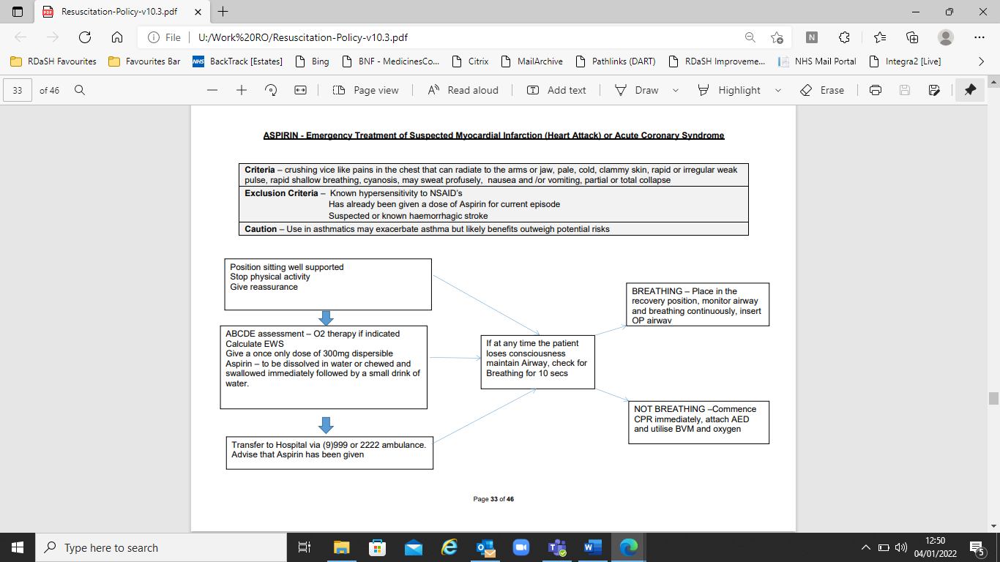 Resuscitation-Policy-v10.3.pdf
File
U:/Work%20RO/Resuscitation-Policy-v10.3.pdf
N
RDaSH Favourites
Favourites Bar
NHS
BackTrack [Estates]
Bing
BNF - MedicinesCo...
Citrix
MailArchive
Pathlinks (DART)
RDaSH Improveme...
NHS Mail Portal
Integra2 [Live]
33
of 46
Page view
Read aloud
Add text
Draw
Highlight
Erase
ASPIRIN - Emergency Treatment of Suspected Myocardial Infarction (Heart Attack) or Acute Coronary Syndrome
Criteria – crushing vice like pains in the chest that can radiate to the arms or jaw, pale, cold, clammy skin, rapid or irregular weak
pulse, rapid shallow breathing, cyanosis, may sweat profusely, nausea and /or vomiting, partial or total collapse
Exclusion Criteria – Known hypersensitivity to NSAID's
Has already been given a dose of Aspirin for current episode
Suspected or known haemorrhagic stroke
Caution – Use in asthmatics may exacerbate asthma but likely benefits outweigh potential risks
Position sitting well supported
Stop physical activity
Give reassurance
ABCDE assessment – O2 therapy if indicated
Calculate EWS
Give a once only dose of 300mg dispersible
Aspirin – to be dissolved in water or chewed and
swallowed immediately followed by a small drink of
water.
Transfer to Hospital via (9)999 or 2222 ambulance.
Advise that Aspirin has been given
If at any time the patient
loses consciousness
maintain Airway, check for
Breathing for 10 secs
BREATHING – Place in the
recovery position, monitor airway
and breathing continuously, insert
OP airway
NOT BREATHING –Commence
CPR immediately, attach AED
and utilise BVM and oxygen
Page 33 of 46
Type here to search
12:50
04/01/2022
5